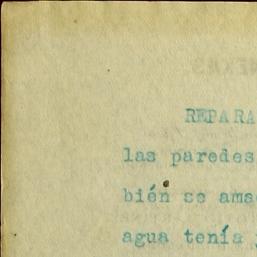 REPARA
las paredes
bién se ama
agua tenía